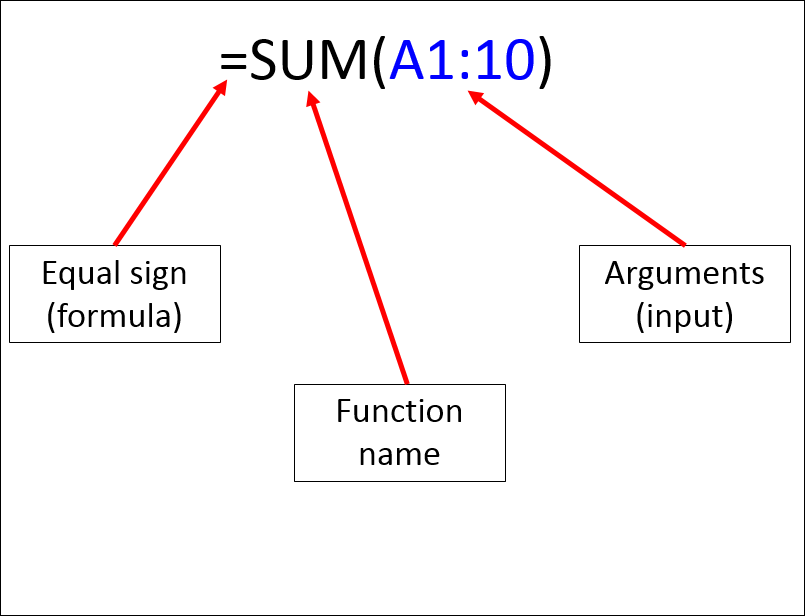 =SUM(A1:10)
Equal sign
(formula)
Arguments
(input)
Function
name